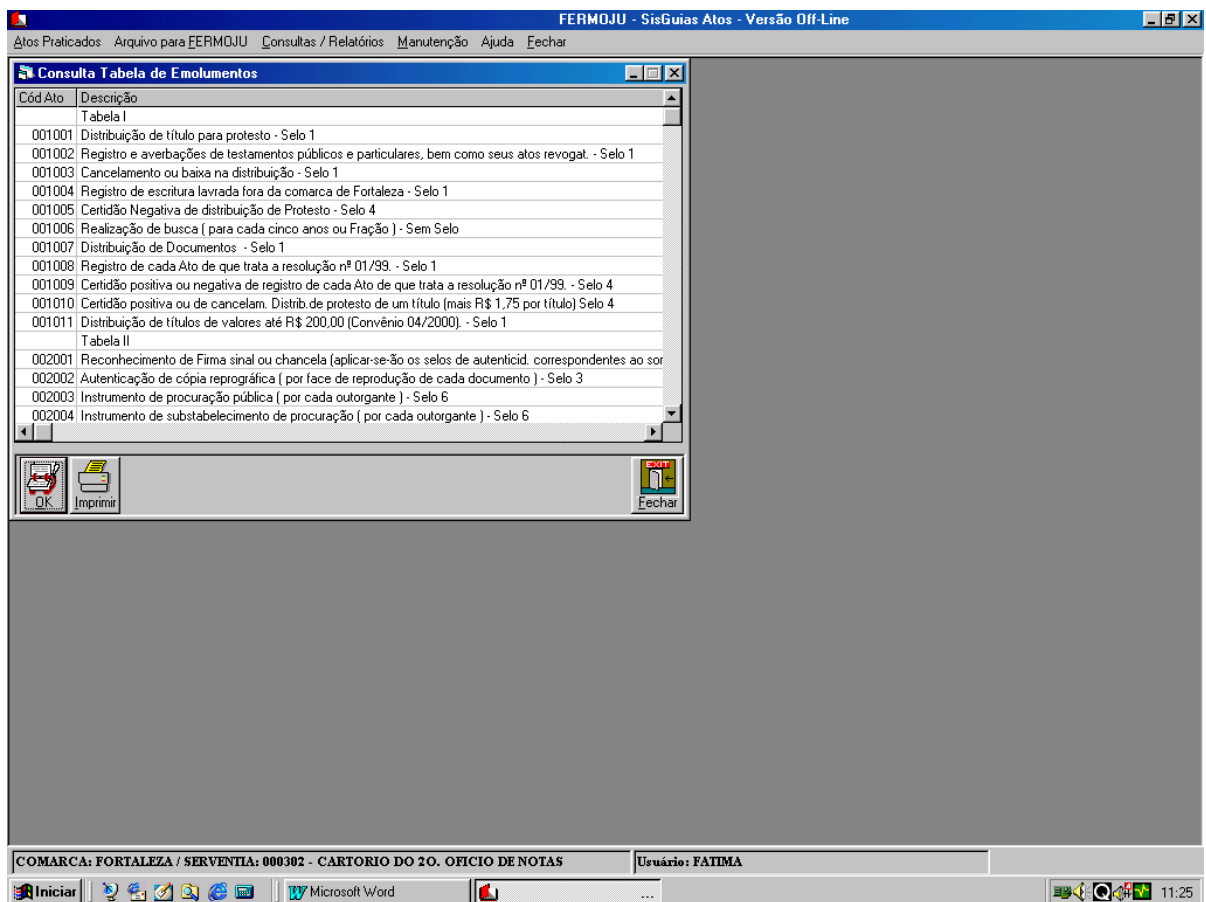 FERMOJU - SisGuias Atos - Versão Off-Line
Atos Praticados Arquivo para FERMOJU Consultas / Relatórios Manutenção Ajuda Fechar
Consulta Tabela de Emolumentos
Cód Ato Descrição
Tabela I
001001 Distribuição de título para protesto - Selo 1
001002 Registro e averbações de testamentos públicos e particulares, bem como seus atos revogat. - Selo 1
001003 Cancelamento ou baixa na distribuição - Selo 1
001004 Registro de escritura lavrada fora da comarca de Fortaleza - Selo 1
001005 Certidão Negativa de distribuição de Protesto - Selo 4
001006 Realização de busca ( para cada cinco anos ou Fração ) - Sem Selo
001007 Distribuição de Documentos - Selo 1
001008 Registro de cada Ato de que trata a resolução nº 01/99. - Selo 1
001009 Certidão positiva ou negativa de registro de cada Ato de que trata a resolução nº 01/99. - Selo 4
001010 Certidão positiva ou de cancelam. Distrib.de protesto de um título (mais R$ 1,75 por título) Selo 4
001011 Distribuição de títulos de valores até R$ 200,00 (Convênio 04/2000). - Selo 1
Tabela II
002001 Reconhecimento de Firma sinal ou chancela (aplicar-se-ão os selos de autenticid. correspondentes ao sor
002002 Autenticação de cópia reprográfica ( por face de reprodução de cada documento ) - Selo 3
002003 Instrumento de procuração pública ( por cada outorgante ) - Selo 6
002004 Instrumento de substabelecimento de procuração ( por cada outorgante ) - Selo 6
EXIT
OK Imprimir Fechar
COMARCA: FORTALEZA / SERVENTIA: 000302 - CARTORIO DO 2O. OFICIO DE NOTAS Usuário: FATIMA
Iniciar Microsoft Word ... 11:25